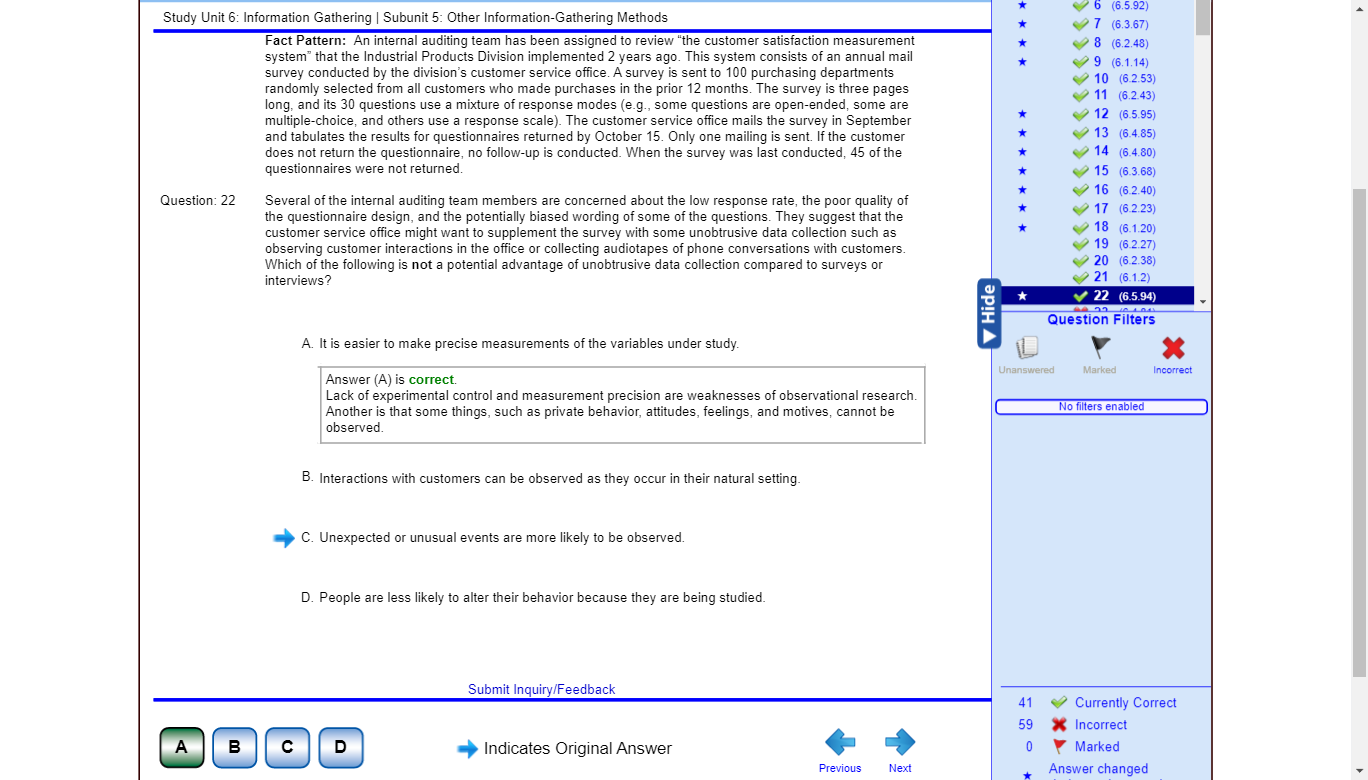 Study Unit 6: Information Gathering | Subunit 5: Other Information-Gathering Methods
Fact Pattern: An internal auditing team has been assigned to review “the customer satisfaction measurement
system” that the Industrial Products Division implemented 2 years ago. This system consists of an annual mail
survey conducted by the division’s customer service office. A survey is sent to 100 purchasing departments
randomly selected from all customers who made purchases in the prior 12 months. The survey is three pages
long, and its 30 questions use a mixture of response modes (e.g., some questions are open-ended, some are
multiple-choice, and others use a response scale). The customer service office mails the survey in September
and tabulates the results for questionnaires returned by October 15. Only one mailing is sent. If the customer
does not return the questionnaire, no follow-up is conducted. When the survey was last conducted, 45 of the
questionnaires were not returned.
Question: 22
Several of the internal auditing team members are concerned about the low response rate, the poor quality of
the questionnaire design, and the potentially biased wording of some of the questions. They suggest that the
customer service office might want to supplement the survey with some unobtrusive data collection such as
observing customer interactions in the office or collecting audiotapes of phone conversations with customers.
Which of the following is not a potential advantage of unobtrusive data collection compared to surveys or
interviews?
A. It is easier to make precise measurements of the variables under study.
Answer (A) is correct.
Lack of experimental control and measurement precision are weaknesses of observational research.
Another is that some things, such as private behavior, attitudes, feelings, and motives, cannot be
observed.
B. Interactions with customers can be observed as they occur in their natural setting.
C. Unexpected or unusual events are more likely to be observed.
D. People are less likely to alter their behavior because they are being studied.
Submit Inquiry/Feedback
A B C D
Indicates Original Answer
Previous Next
6 (6.5.92)
7 (6.3.67)
8 (6.2.48)
9 (6.1.14)
10 (6.2.53)
11 (6.2.43)
12 (6.5.95)
13 (6.4.85)
14 (6.4.80)
15 (6.3.68)
16 (6.2.40)
17 (6.2.23)
18 (6.1.20)
19 (6.2.27)
20 (6.2.38)
21 (6.1.2)
22 (6.5.94)
Hide
Question Filters
Unanswered Marked Incorrect
No filters enabled
41 Currently Correct
59 Incorrect
0 Marked
Answer changed